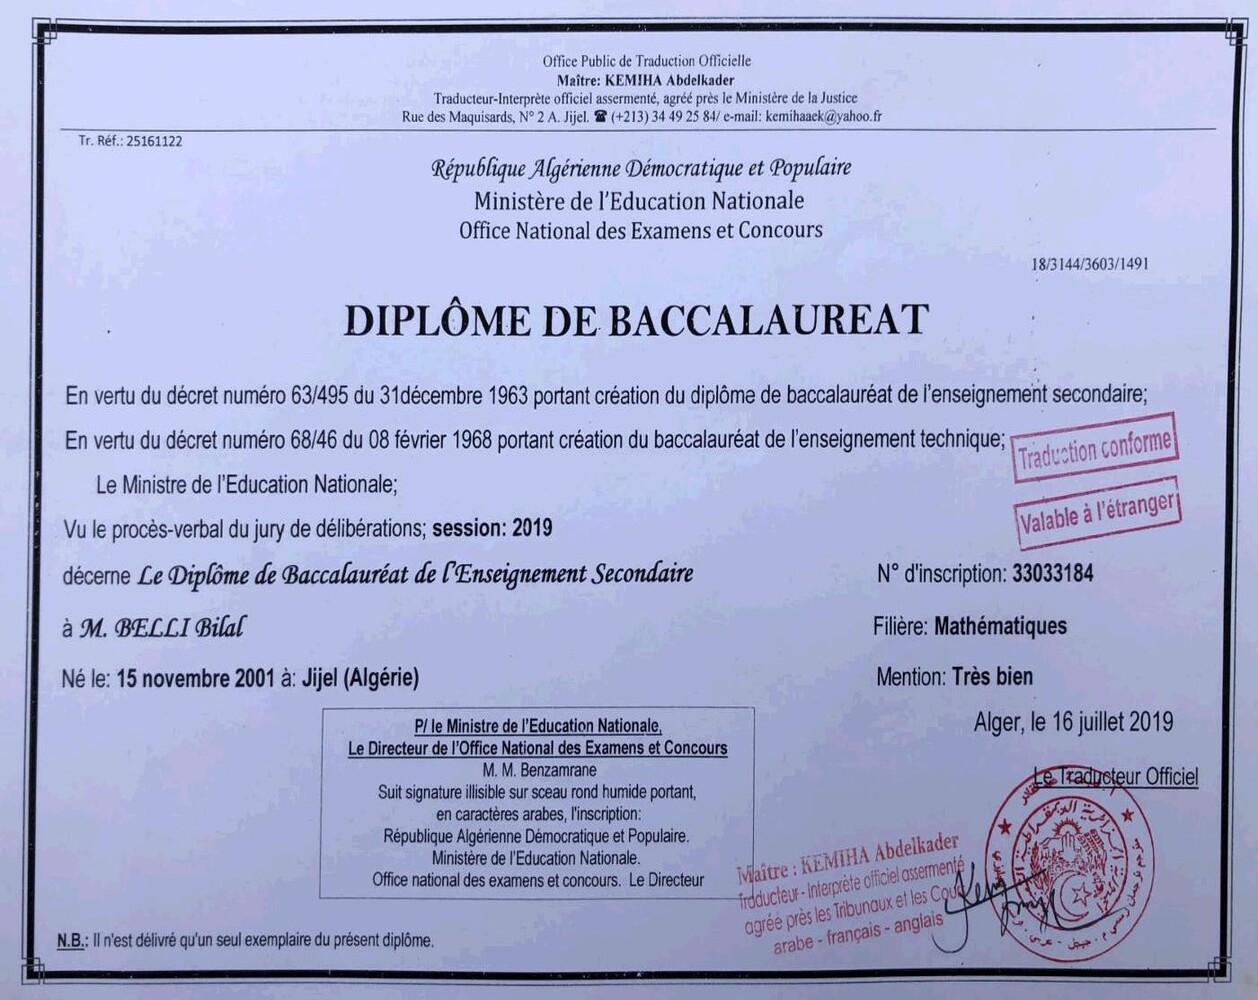 Office Public de Traduction Officielle
Maître: KEMIHA Abdelkader
Traducteur-Interprète officiel assermenté, agréé près le Ministère de la Justice
Rue des Maquisards, N° 2 A. Jijel. ☎ (+213) 34 49 25 84/ e-mail: kemihaaek@yahoo.fr
Tr. Réf.: 25161122
République Algérienne Démocratique et Populaire
Ministère de l'Education Nationale
Office National des Examens et Concours
18/3144/3603/1491
DIPLÔME DE BACCALAUREAT
En vertu du décret numéro 63/495 du 31décembre 1963 portant création du diplôme de baccalauréat de l'enseignement secondaire;
En vertu du décret numéro 68/46 du 08 février 1968 portant création du baccalauréat de l'enseignement technique;
Traduction conforme
Le Ministre de l'Education Nationale;
Valable à l'étranger
Vu le procès-verbal du jury de délibérations; session: 2019
décerne Le Diplôme de Baccalauréat de l'Enseignement Secondaire
N° d'inscription: 33033184
à M. BELLI Bilal
Filière: Mathématiques
Né le: 15 novembre 2001 à: Jijel (Algérie)
Mention: Très bien
Alger, le 16 juillet 2019
P/ le Ministre de l'Education Nationale,
Le Directeur de l'Office National des Examens et Concours
M. M. Benzamrane
Suit signature illisible sur sceau rond humide portant,
en caractères arabes, l'inscription:
République Algérienne Démocratique et Populaire.
Ministère de l'Education Nationale.
Office national des examens et concours. Le Directeur
Le Traducteur Officiel
Maître : KEMIHA Abdelkader
Traducteur - Interprète officiel assermenté
agréé près les Tribunaux et les Cour
arabe - français - anglais
N.B.: Il n'est délivré qu'un seul exemplaire du présent diplôme.